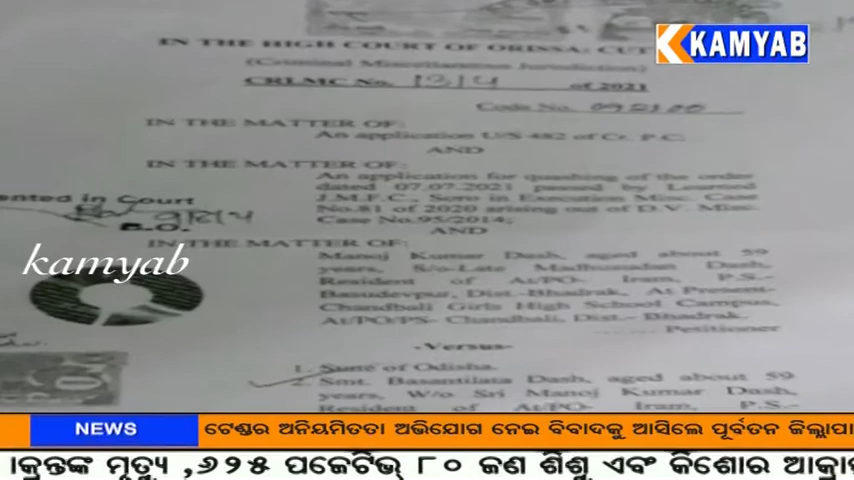 KAMYAB
IN THE HIGH COURT OF ORISSA: CUT
(Criminal Miscellaneous Jurisdiction)
CRLMC No. 1314 of 2021
Code No. 092100
IN THE MATTER OF:
An application U/S 482 of Cr. P.C.
AND
IN THE MATTER OF:
An application for quashing of the order
dated 07.07.2021 passed by Learned
J.M.F.C., Soro in Execution Misc. Case
No.81 of 2020 arising out of D.V. Misc.
Case No.95/2014;
ented in Court
B.O.
AND
IN THE MATTER OF:
Manoj Kumar Dash, aged about 59
years, S/o-Late Madhusudan Dash,
Resident of At/PO- Iram, P.S.-
Basudevpur, Dist.-Bhadrak, At Present-
Chandbali Girls High School Campus,
At/PO/PS- Chandbali, Dist.- Bhadrak.
Petitioner
kamyab
-Versus-
1. State of Odisha.
2. Smt. Basantilata Dash, aged about 59
years, W/o Sri Manoj Kumar Dash,
Resident of At/PO- Iram, P.S.-
NEWS
ଟେଣ୍ଡର ଅନିୟମିତତା ଅଭିଯୋଗ ନେଇ ବିବାଦକୁ ଆସିଲେ ପୂର୍ବତନ ଜିଲ୍ଲାପା
ାକ୍ରାନ୍ତଙ୍କ ମୃତ୍ୟୁ ,୬୨୫ ପଜେଟିଭ୍ ୮୦ ଜଣ ଶିଶୁ ଏବଂ କିଶୋର ଆକ୍ରା